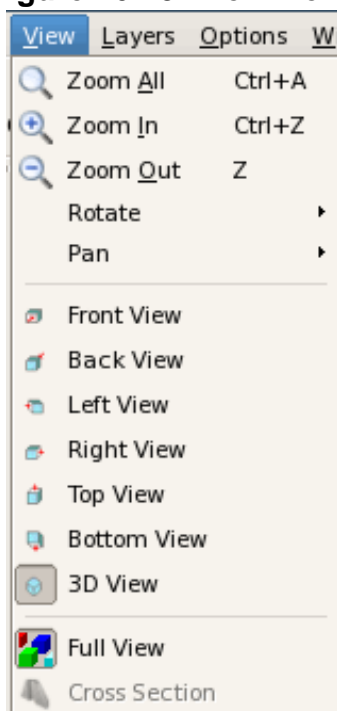 View Layers Options
Zoom All Ctrl+A
Zoom In Ctrl+Z
Zoom Out Z
Rotate
Pan
Front View
Back View
Left View
Right View
Top View
Bottom View
3D View
Full View
Cross Section